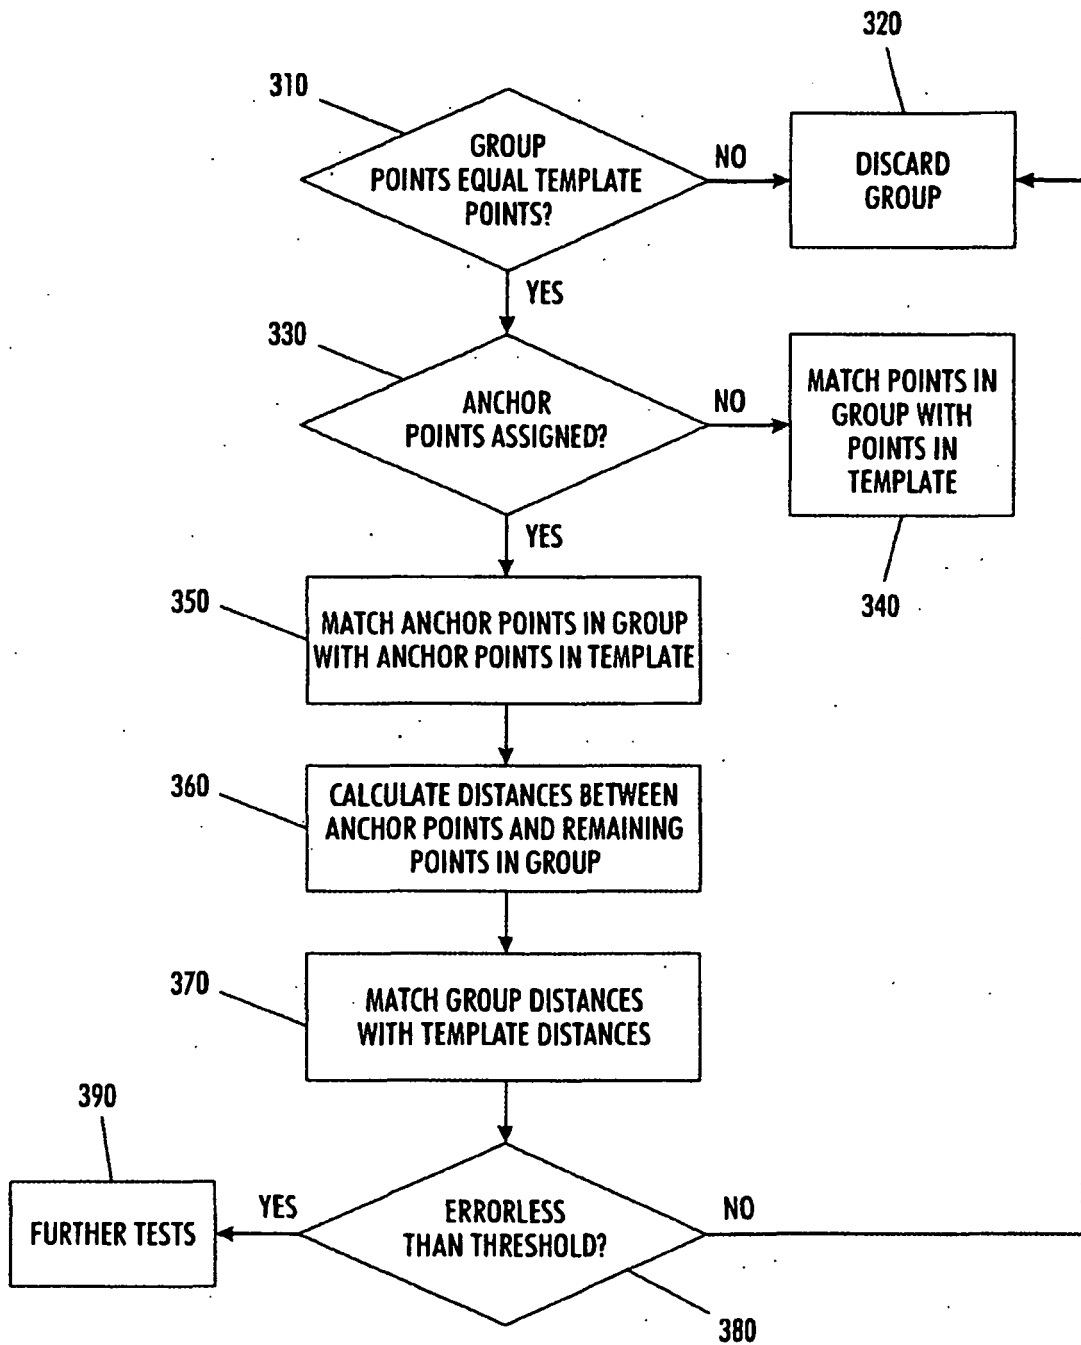 320
310
GROUP
POINTS EQUAL TEMPLATE
POINTS?
NO
DISCARD
GROUP
YES
330
ANCHOR
POINTS ASSIGNED?
NO
MATCH POINTS IN
GROUP WITH
POINTS IN
TEMPLATE
340
YES
350
MATCH ANCHOR POINTS IN GROUP
WITH ANCHOR POINTS IN TEMPLATE
360
CALCULATE DISTANCES BETWEEN
ANCHOR POINTS AND REMAINING
POINTS IN GROUP
370
MATCH GROUP DISTANCES
WITH TEMPLATE DISTANCES
390
FURTHER TESTS
YES
ERRORLESS
THAN THRESHOLD?
NO
380